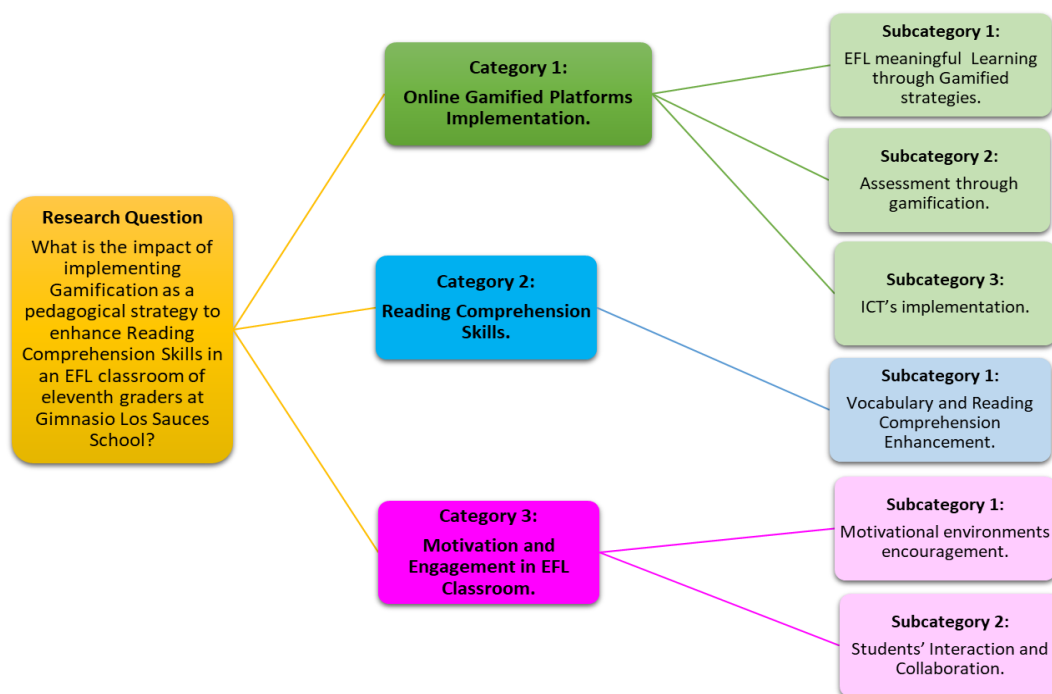 Research Question
What is the impact of
implementing
Gamification as a
pedagogical strategy to
enhance Reading
Comprehension Skills in
an EFL classroom of
eleventh graders at
Gimnasio Los Sauces
School?
Category 1:
Online Gamified Platforms
Implementation.
Subcategory 1:
EFL meaningful Learning
through Gamified
strategies.
Subcategory 2:
Assessment through
gamification.
Subcategory 3:
ICT's implementation.
Category 2:
Reading Comprehension
Skills.
Subcategory 1:
Vocabulary and Reading
Comprehension
Enhancement.
Category 3:
Motivation and
Engagement in EFL
Classroom.
Subcategory 1:
Motivational environments
encouragement.
Subcategory 2:
Students' Interaction and
Collaboration.